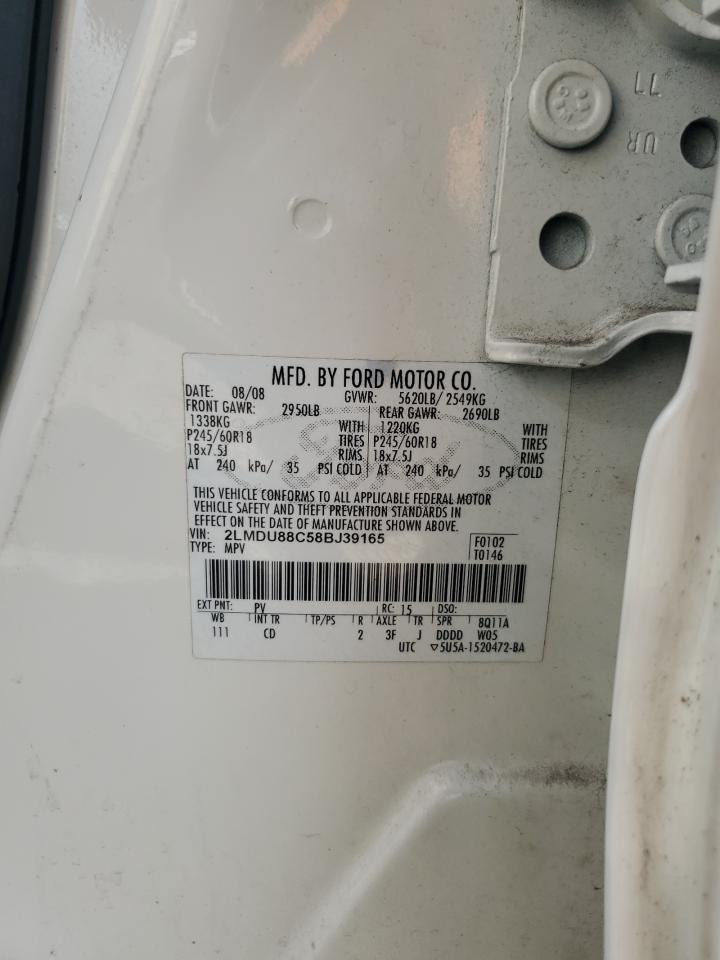 LL
UR
MFD. BY FORD MOTOR CO.
DATE: 08/08 GVWR: 5620LB/ 2549KG
FRONT GAWR: 2950LB REAR GAWR: 2690LB
1338KG WITH 1220KG WITH
P245/60R18 TIRES P245/60R18 TIRES
18x7.5J RIMS 18x7.5J RIMS
AT 240 kPa/ 35 PSI COLD AT 240 kPa/ 35 PSI COLD
THIS VEHICLE CONFORMS TO ALL APPLICABLE FEDERAL MOTOR
VEHICLE SAFETY AND THEFT PREVENTION STANDARDS IN
EFFECT ON THE DATE OF MANUFACTURE SHOWN ABOVE.
VIN: 2LMDU88C58BJ39165 F0102
TYPE: MPV T0146
EXT PNT: PV RC: 15 DSO:
WB INT TR TP/PS R AXLE TR SPR 8Q11A
111 CD 2 3F J DDDD W05
UTC ▽5U5A-1520472-BA